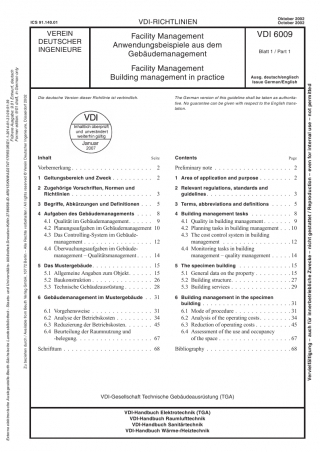 ICS 91.140.01
VDI-RICHTLINIEN
Oktober 2002
October 2002
VEREIN
DEUTSCHER
INGENIEURE
Facility Management
Anwendungsbeispiele aus dem
Gebäudemanagement
Facility Management
Building management in practice
VDI 6009
Blatt 1 / Part 1
Ausg. deutsch/englisch
Issue German/English
Die deutsche Version dieser Richtlinie ist verbindlich.
The German version of this guideline shall be taken as authorita-
tive. No guarantee can be given with respect to the English trans-
lation.
VDI
Inhaltlich überprüft
und unverändert
weiterhin gültig
Januar
2007
Inhalt Seite
Vorbemerkung 2
1 Geltungsbereich und Zweck 2
2 Zugehörige Vorschriften, Normen und
Richtlinien 3
3 Begriffe, Abkürzungen und Definitionen 5
4 Aufgaben des Gebäudemanagements 8
4.1 Qualität im Gebäudemanagement 9
4.2 Planungsaufgaben im Gebäudemanagement 10
4.3 Das Controlling-System im Gebäude-
management 12
4.4 Überwachungsaufgaben im Gebäude-
management – Qualitätsmanagement 14
5 Das Mustergebäude 15
5.1 Allgemeine Angaben zum Objekt 15
5.2 Baukonstruktion 26
5.3 Technische Gebäudeausrüstung 28
6 Gebäudemanagement im Mustergebäude 31
6.1 Vorgehensweise 31
6.2 Analyse der Betriebskosten 34
6.3 Reduzierung der Betriebskosten 45
6.4 Beurteilung der Raumnutzung und
-belegung 67
Schrifttum 68
Contents Page
Preliminary note 2
1 Area of application and purpose 2
2 Relevant regulations, standards and
guidelines 3
3 Terms, abbreviations and definitions 5
4 Building management tasks 8
4.1 Quality in building management 9
4.2 Planning tasks in building management 10
4.3 The cost control system in building
management 12
4.4 Monitoring tasks in building
management – quality management 14
5 The specimen building 15
5.1 General data on the property 15
5.2 Building structure 27
5.3 Building services 29
6 Building management in the specimen
building 31
6.1 Mode of procedure 31
6.2 Analysis of the operating costs 34
6.3 Reduction of operating costs 45
6.4 Assessment of the use and occupancy
of the space 67
Bibliography 68
VDI-Gesellschaft Technische Gebäudeausrüstung (TGA)
VDI-Handbuch Elektrotechnik (TGA)
VDI-Handbuch Raumlufttechnik
VDI-Handbuch Sanitärtechnik
VDI-Handbuch Wärme-/Heiztechnik
Vervielfältigung – auch für innerbetriebliche Zwecke – nicht gestattet / Reproduction – even for internal use – not permitted